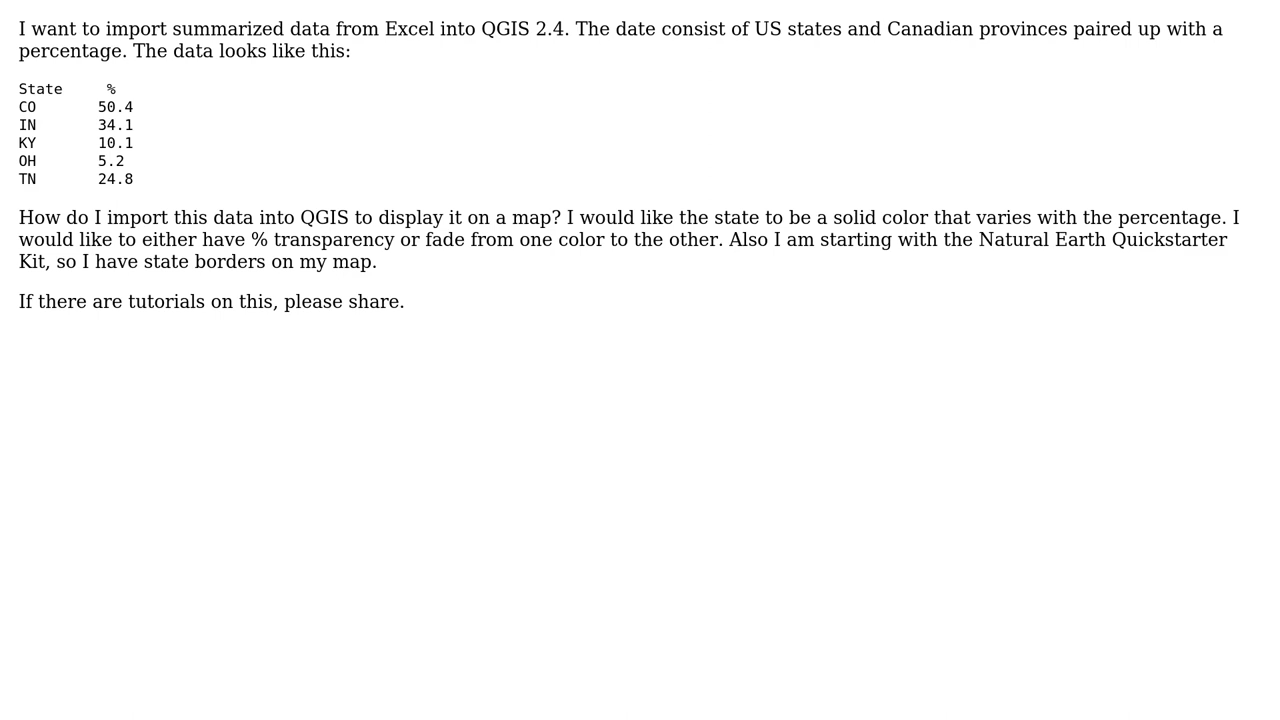 I want to import summarized data from Excel into QGIS 2.4. The date consist of US states and Canadian provinces paired up with a
percentage. The data looks like this:
State     %
CO       50.4
IN       34.1
KY       10.1
OH       5.2
TN       24.8
How do I import this data into QGIS to display it on a map? I would like the state to be a solid color that varies with the percentage. I
would like to either have % transparency or fade from one color to the other. Also I am starting with the Natural Earth Quickstarter
Kit, so I have state borders on my map.
If there are tutorials on this, please share.